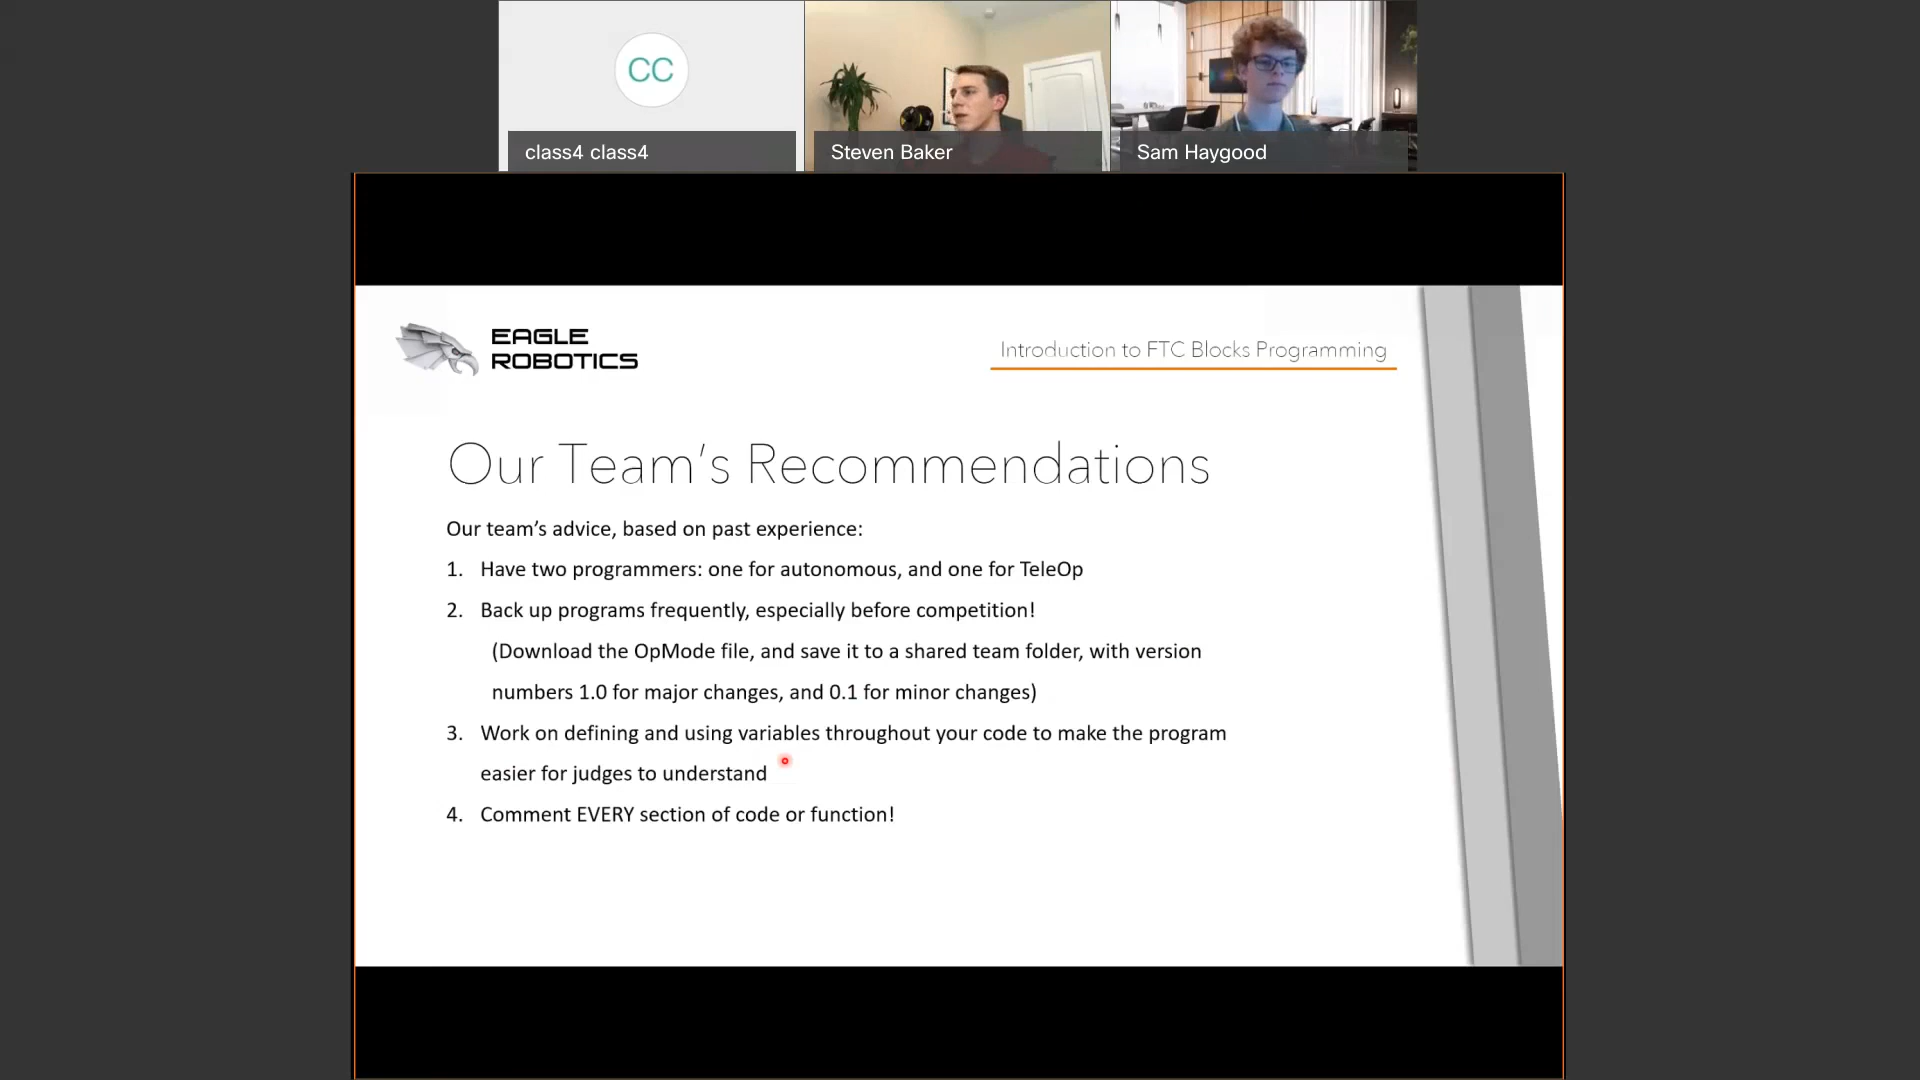 CC
class4 class4
Steven Baker
Sam Haygood
EAGLE
ROBOTICS
Introduction to FTC Blocks Programming
Our Team's Recommendations
Our team's advice, based on past experience:
1. Have two programmers: one for autonomous, and one for TeleOp
2. Back up programs frequently, especially before competition!
(Download the OpMode file, and save it to a shared team folder, with version
numbers 1.0 for major changes, and 0.1 for minor changes)
3. Work on defining and using variables throughout your code to make the program
easier for judges to understand
4. Comment EVERY section of code or function!